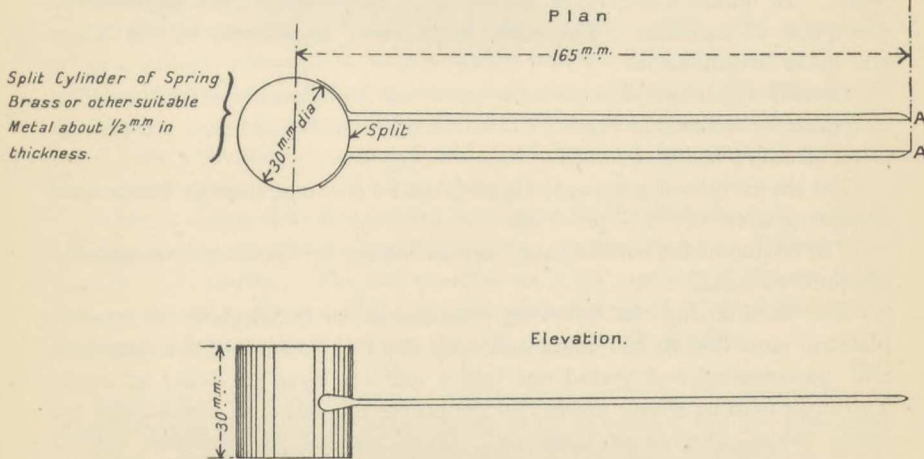 Plan
165 m.m.
Split Cylinder of Spring
Brass or other suitable
Metal about 1/2 m.m in
thickness.
30 m.m dia
Split
A
A
Elevation.
30 m.m.